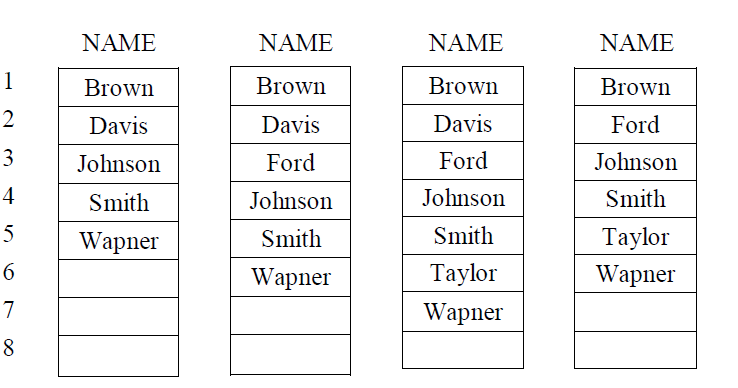 NAME NAME NAME NAME
1 Brown Brown Brown Brown
2 Davis Davis Davis Ford
3 Johnson Ford Ford Johnson
4 Smith Johnson Johnson Smith
5 Wapner Smith Smith Taylor
6 Wapner Taylor Wapner
7 Wapner
8